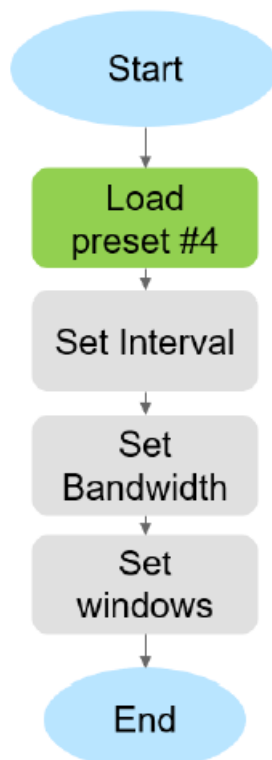 Start
Load
preset #4
Set Interval
Set
Bandwidth
Set
windows
End